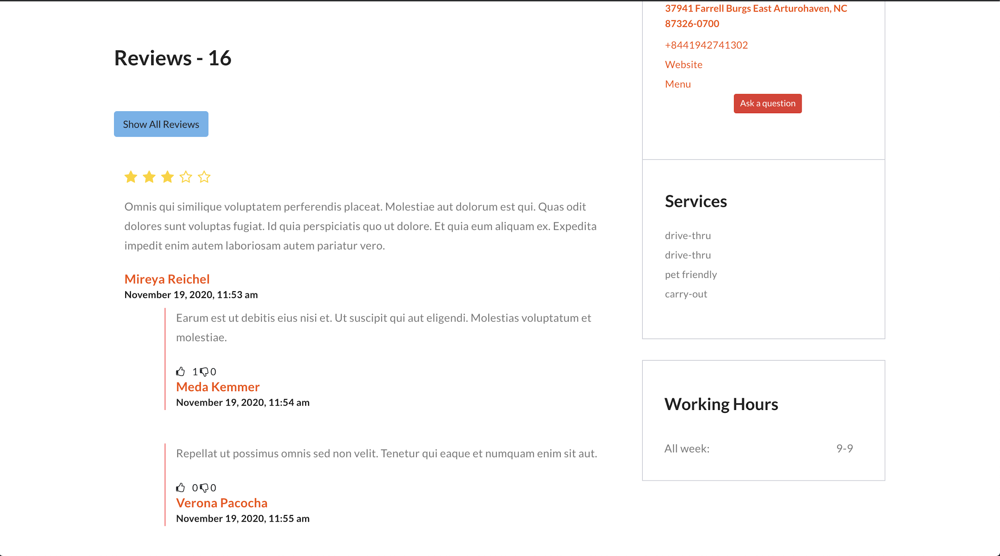 Reviews - 16
Show All Reviews
Omnis qui similique voluptatem perferendis placeat. Molestiae aut dolorum est qui. Quas odit
dolores sunt voluptas fugiat. Id quia perspiciatis quo ut dolore. Et quia eum aliquam ex. Expedita
impedit enim autem laboriosam autem pariatur vero.
Mireya Reichel
November 19, 2020, 11:53 am
Earum est ut debitis eius nisi et. Ut suscipit qui aut eligendi. Molestias voluptatum et
molestiae.
1 0
Meda Kemmer
November 19, 2020, 11:54 am
Repellat ut possimus omnis sed non velit. Tenetur qui eaque et numquam enim sit aut.
0 0
Verona Pacocha
November 19, 2020, 11:55 am
37941 Farrell Burgs East Arturohaven, NC
87326-0700
+8441942741302
Website
Menu
Ask a question
Services
drive-thru
drive-thru
pet friendly
carry-out
Working Hours
All week: 9-9